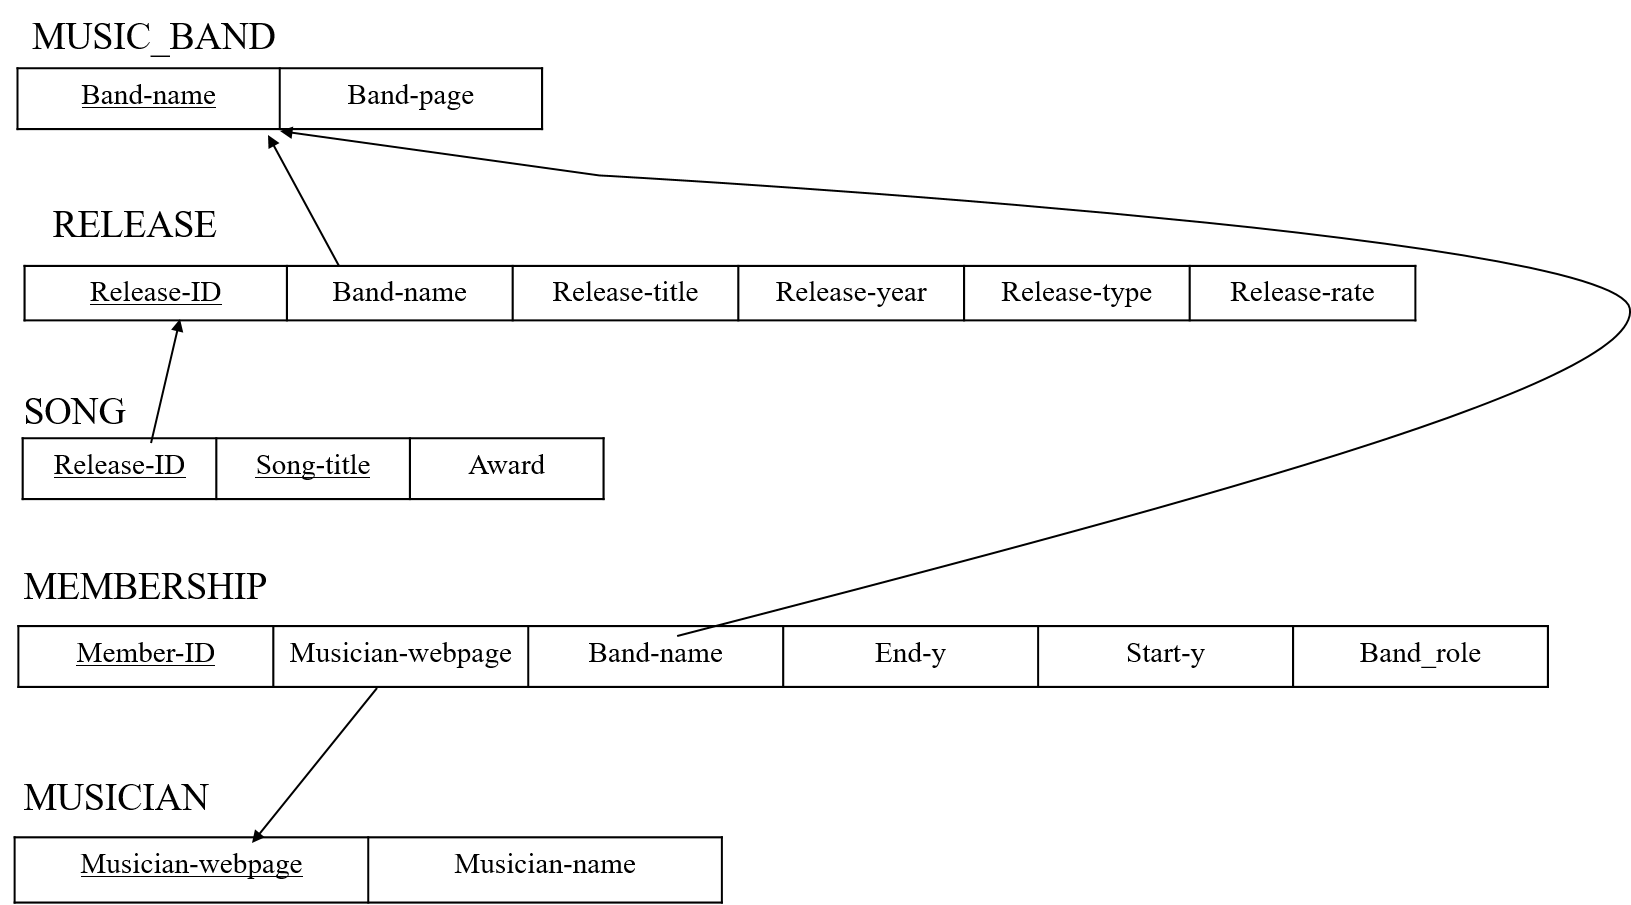 MUSIC_BAND
Band-name Band-page
RELEASE
Release-ID Band-name Release-title Release-year Release-type Release-rate
SONG
Release-ID Song-title Award
MEMBERSHIP
Member-ID Musician-webpage Band-name End-y Start-y Band_role
MUSICIAN
Musician-webpage Musician-name